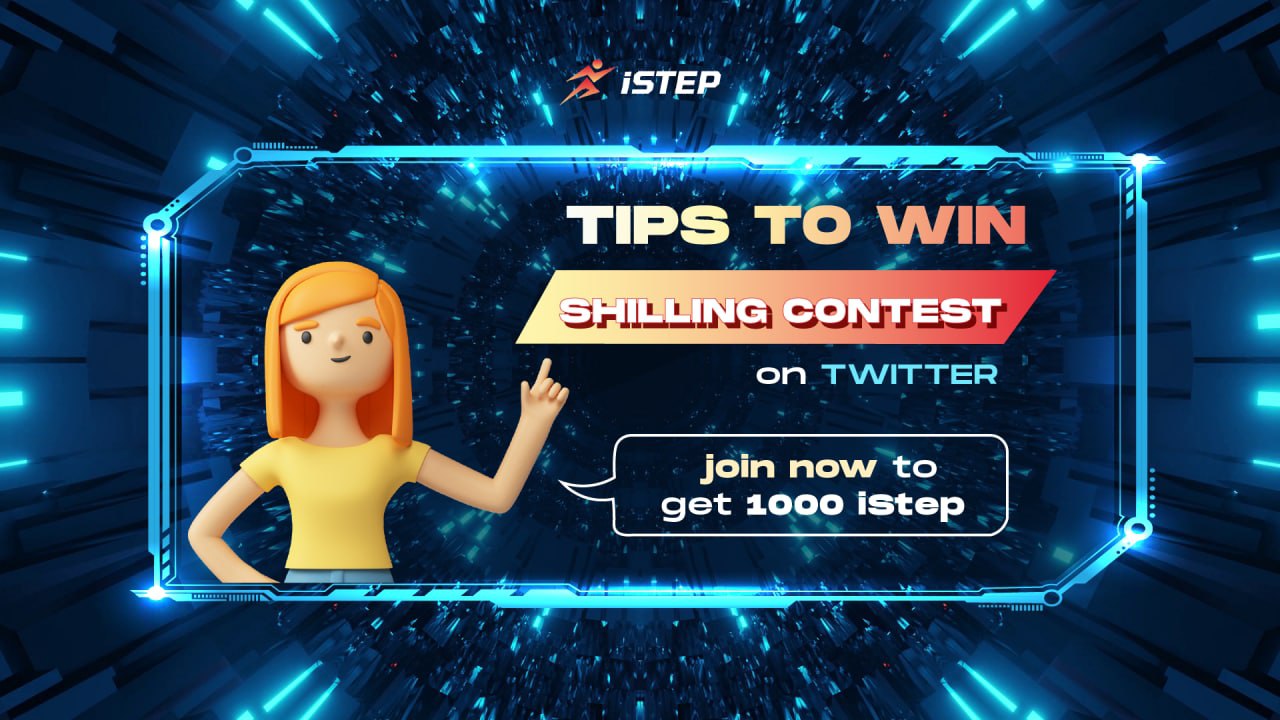 iSTEP
TIPS TO WIN
SHILLING CONTEST
on TWITTER
join now to
get 1000 iStep